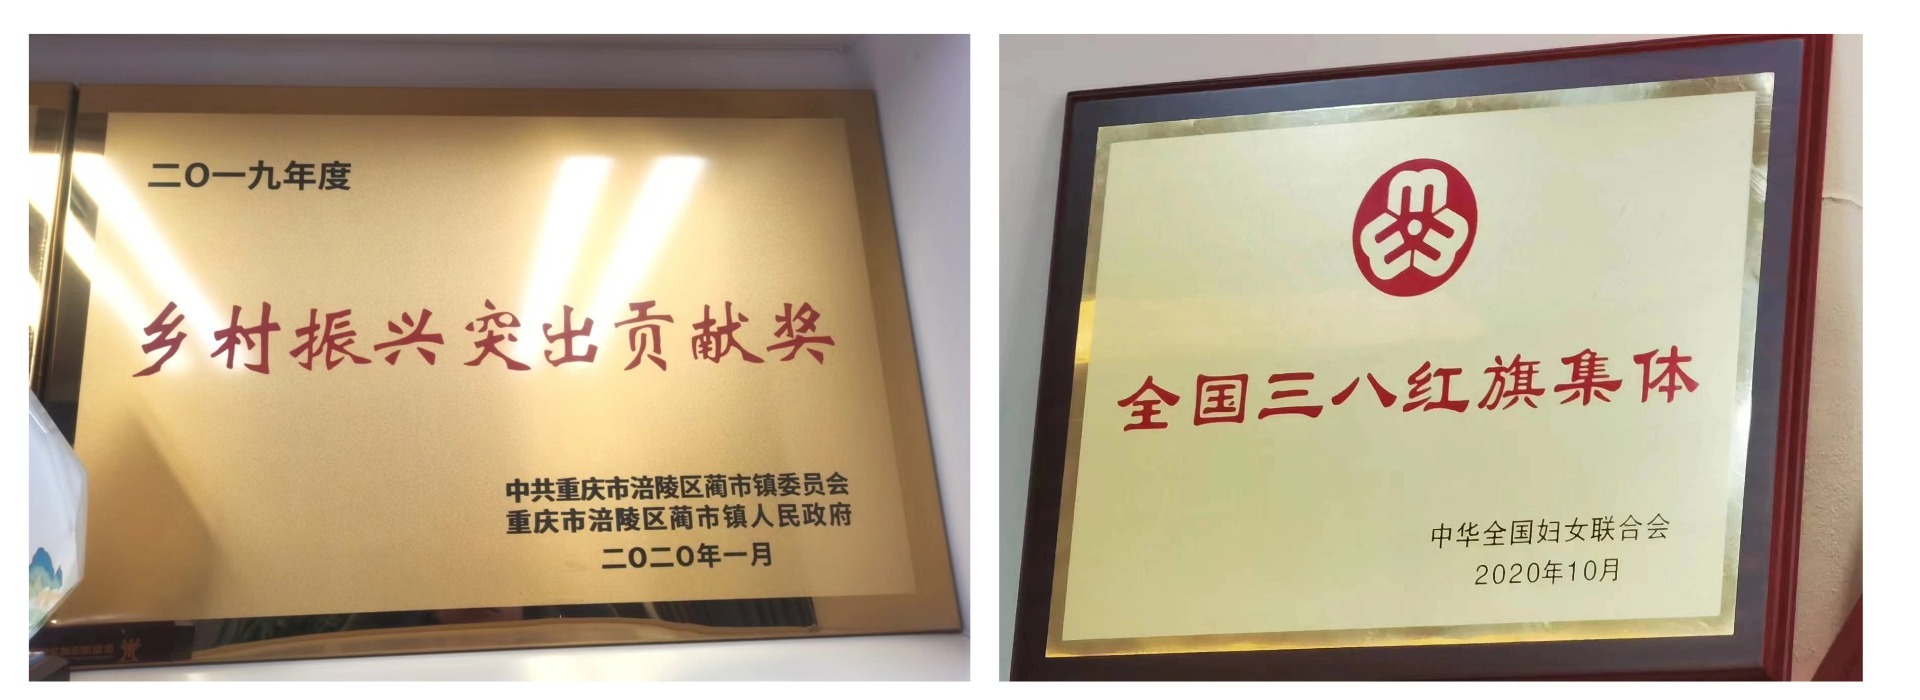 二〇一九年度
乡村振兴突出贡献奖
中共重庆市涪陵区蔺市镇委员会
重庆市涪陵区蔺市镇人民政府
二〇二〇年一月
全国三八红旗集体
中华全国妇女联合会
2020年10月